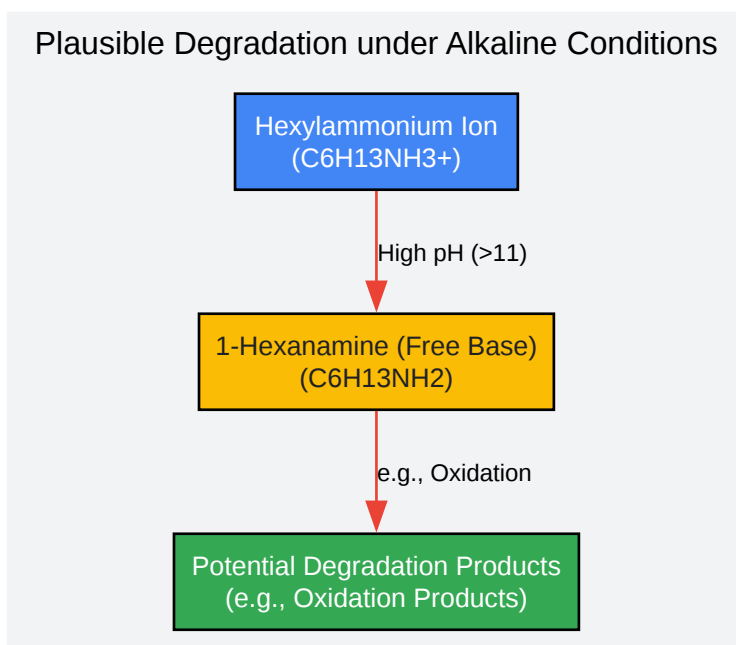 Plausible Degradation under Alkaline Conditions
Hexylammonium Ion
(C6H13NH3+)
High pH (>11)
1-Hexanamine (Free Base)
(C6H13NH2)
e.g., Oxidation
Potential Degradation Products
(e.g., Oxidation Products)